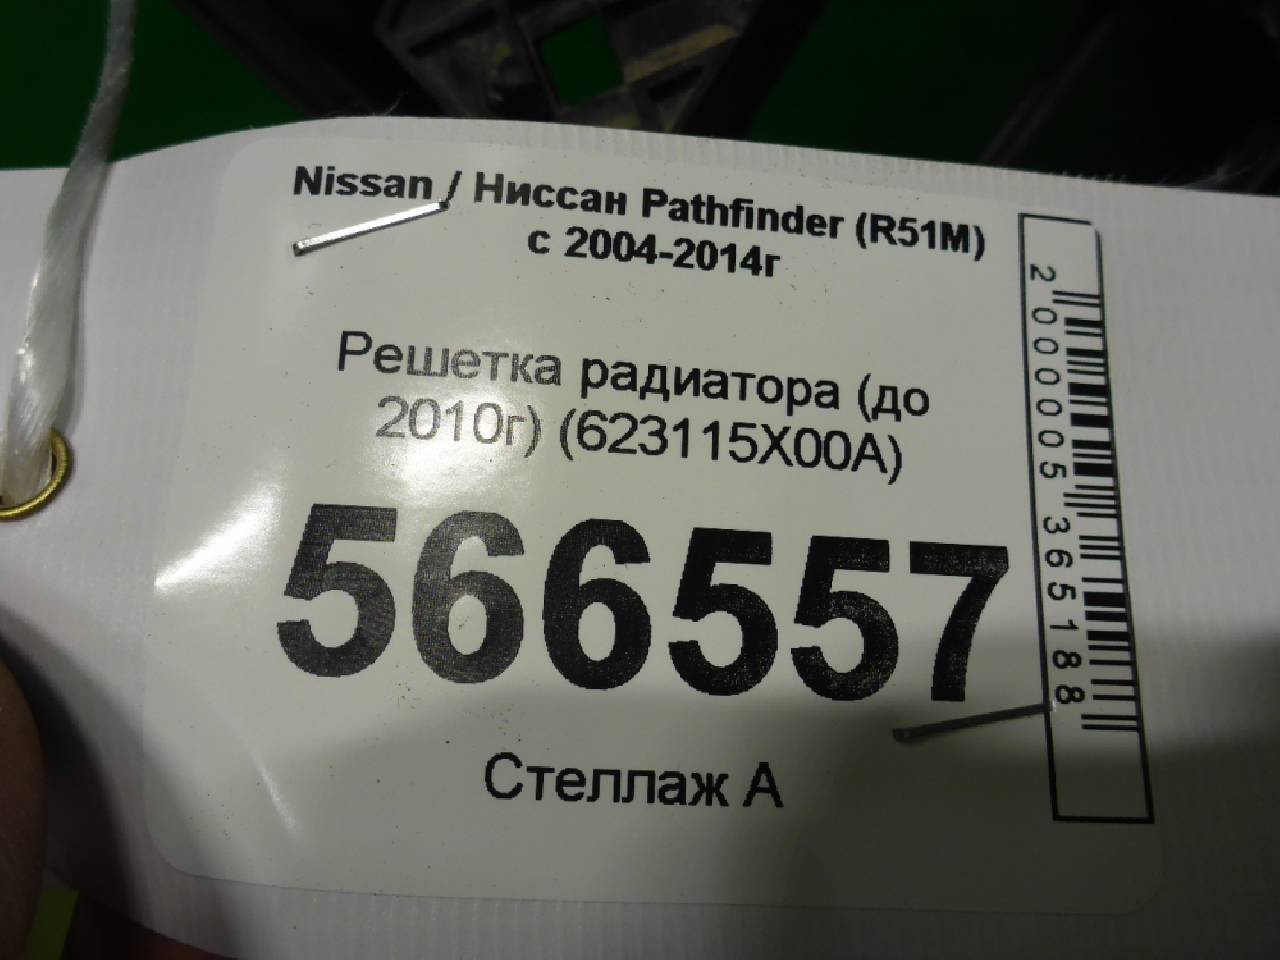 Nissan / Ниссан Pathfinder (R51M)
с 2004-2014г
Решетка радиатора (до
2010г) (623115X00A)
566557
Стеллаж А
2000005365188